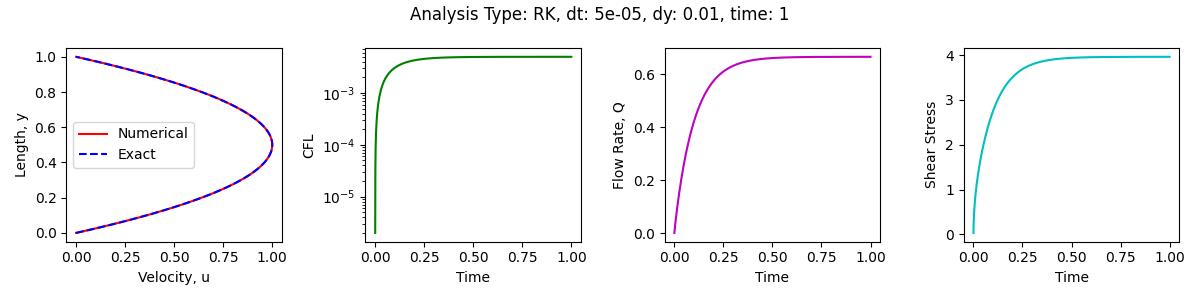 Analysis Type: RK, dt: 5e-05, dy: 0.01, time: 1
Length, y
1.0
0.8
0.6
0.4
0.2
0.0
Numerical
Exact
0.00 0.25 0.50 0.75 1.00
Velocity, u
CFL
10⁻³
10⁻⁴
10⁻⁵
0.00 0.25 0.50 0.75 1.00
Time
Flow Rate, Q
0.6
0.4
0.2
0.0
0.00 0.25 0.50 0.75 1.00
Time
Shear Stress
4
3
2
1
0
0.00 0.25 0.50 0.75 1.00
Time